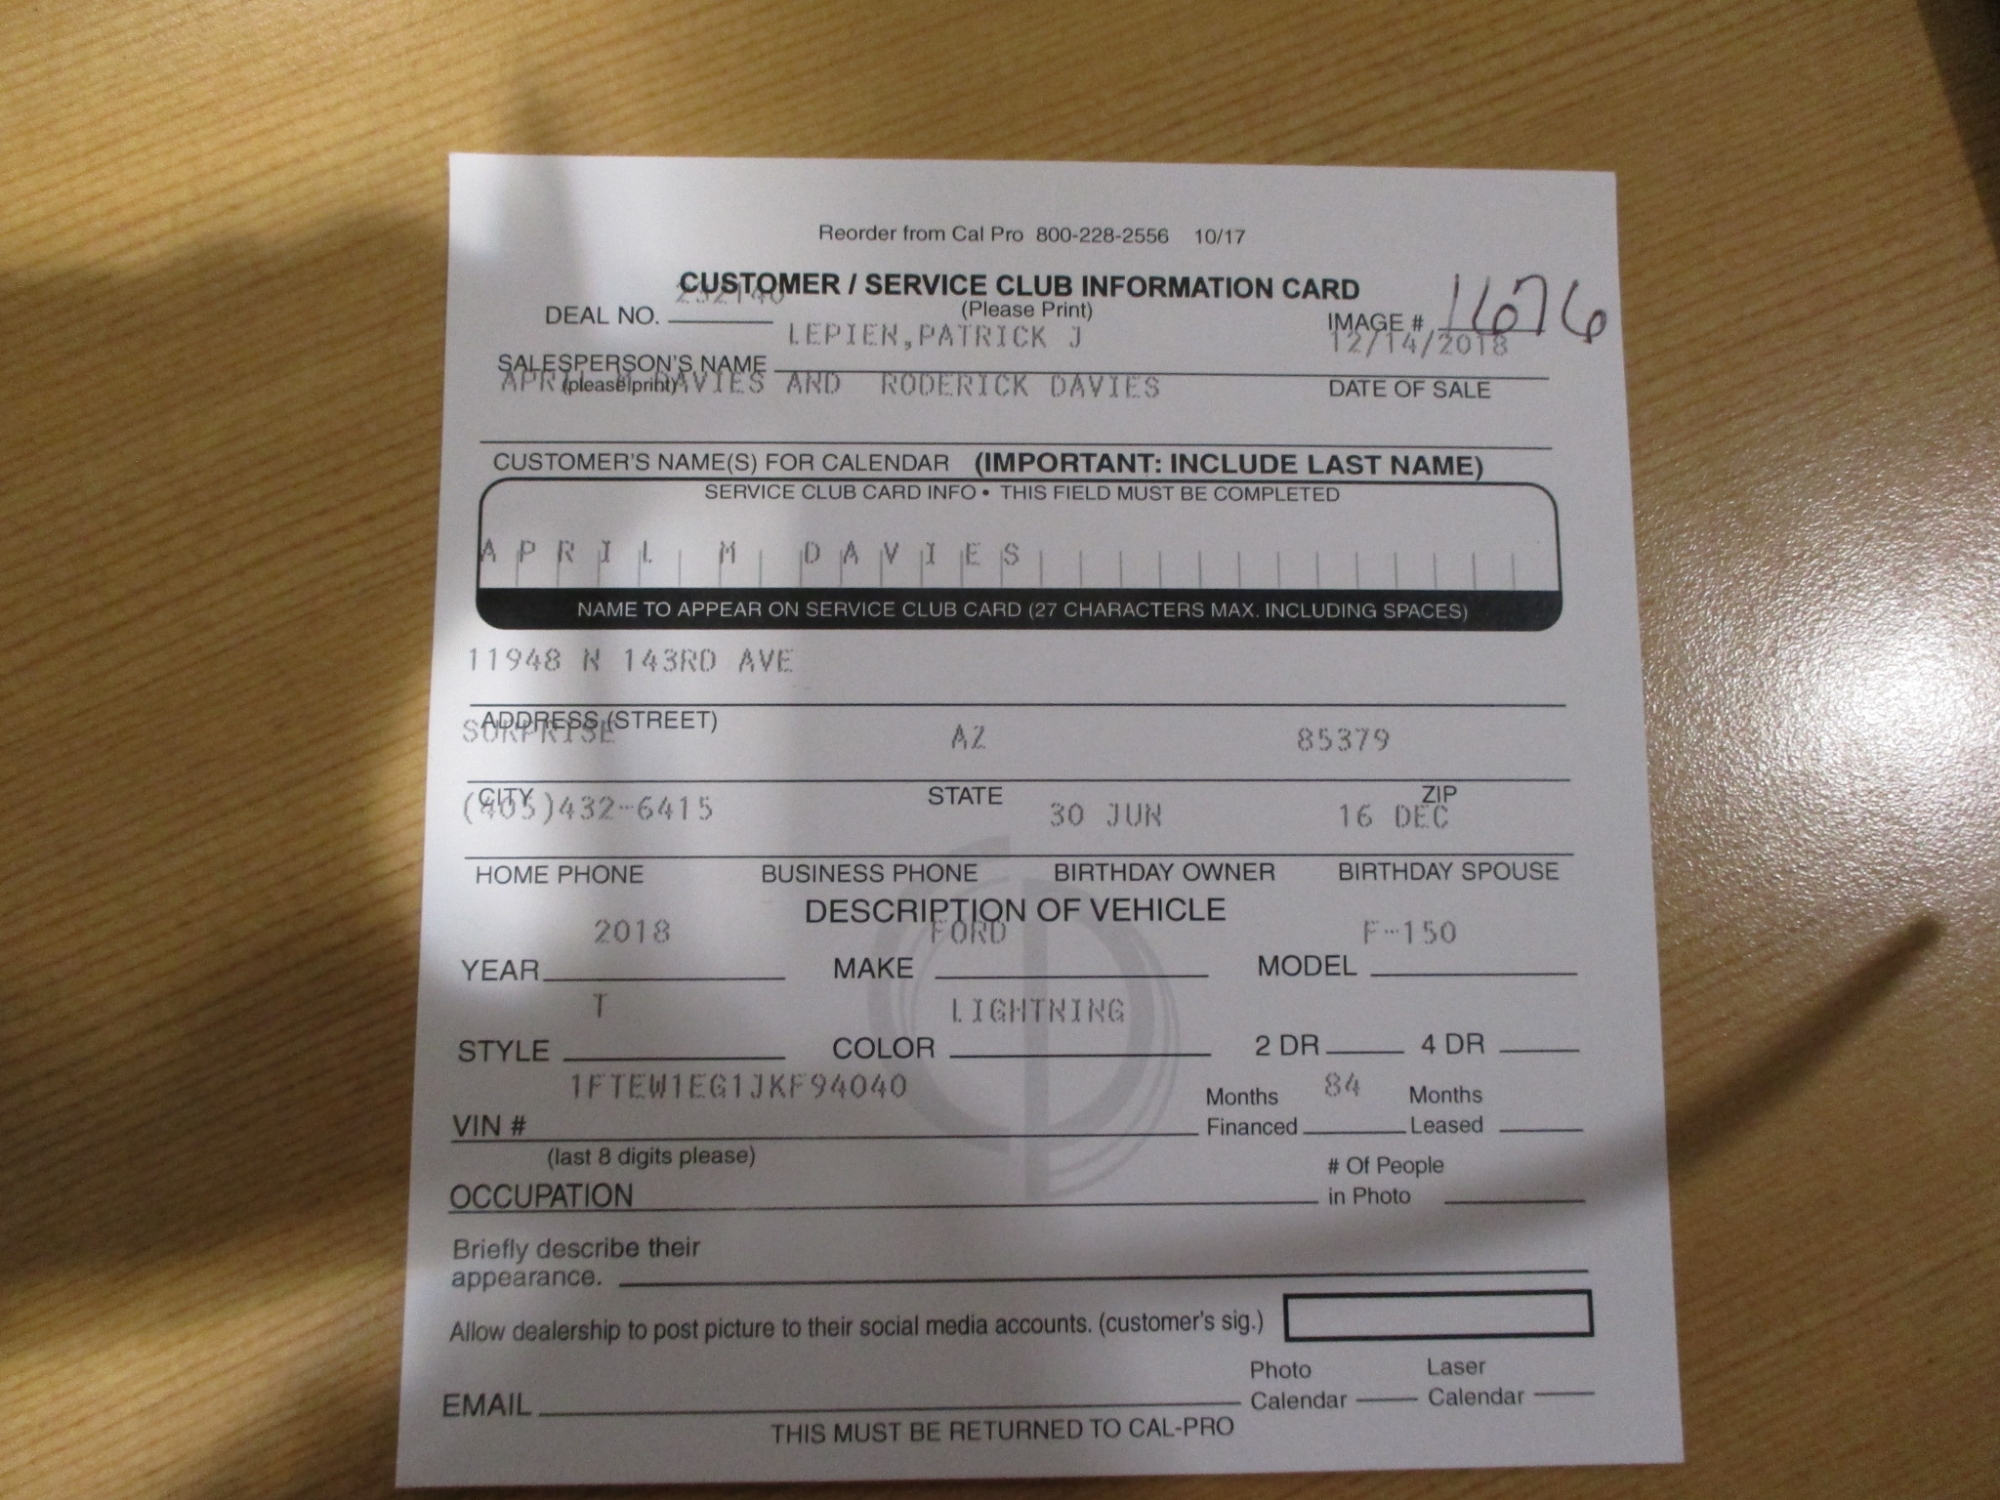 Reorder from Cal Pro 800-228-2556 10/17
CUSTOMER / SERVICE CLUB INFORMATION CARD
DEAL NO. 232140 (Please Print) IMAGE # 1676
LEPIEN,PATRICK J 12/14/2018
SALESPERSON'S NAME
(please print) DATE OF SALE
APRIL M DAVIES AND RODERICK DAVIES
CUSTOMER'S NAME(S) FOR CALENDAR (IMPORTANT: INCLUDE LAST NAME)
SERVICE CLUB CARD INFO • THIS FIELD MUST BE COMPLETED
APRIL M DAVIES
NAME TO APPEAR ON SERVICE CLUB CARD (27 CHARACTERS MAX. INCLUDING SPACES)
11948 N 143RD AVE
ADDRESS (STREET)
SURPRISE AZ 85379
CITY STATE ZIP
(405)432-6415 30 JUN 16 DEC
HOME PHONE BUSINESS PHONE BIRTHDAY OWNER BIRTHDAY SPOUSE
DESCRIPTION OF VEHICLE
2018 FORD F-150
YEAR MAKE MODEL
T LIGHTNING
STYLE COLOR 2 DR 4 DR
1FTEW1EG1JKF94040 Months 84 Months
VIN # Financed Leased
(last 8 digits please) # Of People
OCCUPATION in Photo
Briefly describe their
appearance.
Allow dealership to post picture to their social media accounts. (customer's sig.)
Photo Laser
EMAIL Calendar Calendar
THIS MUST BE RETURNED TO CAL-PRO